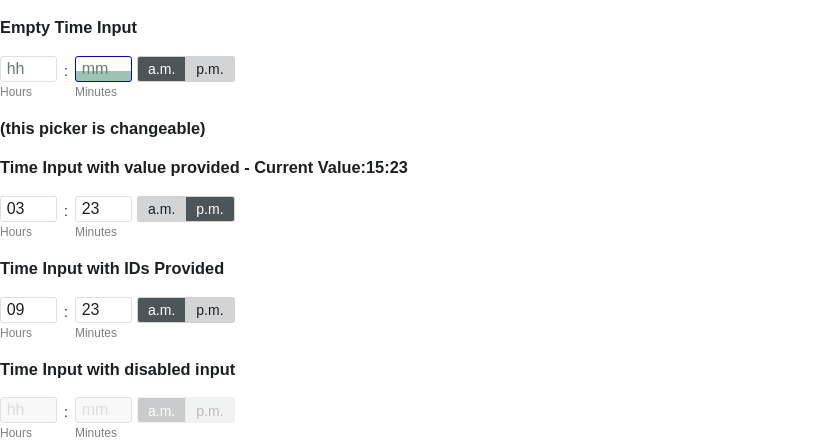 Empty Time Input
hh : mm a.m. p.m.
Hours Minutes
(this picker is changeable)
Time Input with value provided - Current Value:15:23
03 : 23 a.m. p.m.
Hours Minutes
Time Input with IDs Provided
09 : 23 a.m. p.m.
Hours Minutes
Time Input with disabled input
hh : mm a.m. p.m.
Hours Minutes